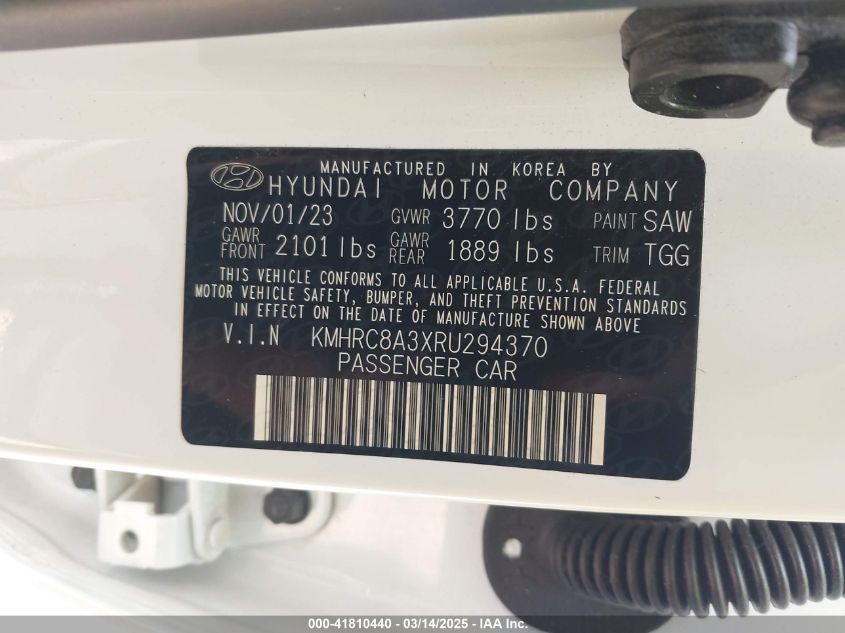 MANUFACTURED IN KOREA BY
HYUNDAI MOTOR COMPANY
NOV/01/23 GVWR 3770 lbs PAINT SAW
GAWR FRONT 2101 lbs GAWR REAR 1889 lbs TRIM TGG
THIS VEHICLE CONFORMS TO ALL APPLICABLE U.S.A. FEDERAL
MOTOR VEHICLE SAFETY, BUMPER, AND THEFT PREVENTION STANDARDS
IN EFFECT ON THE DATE OF MANUFACTURE SHOWN ABOVE
V.I.N KMHRC8A3XRU294370
PASSENGER CAR
000-41810440 - 03/14/2025 - IAA Inc.